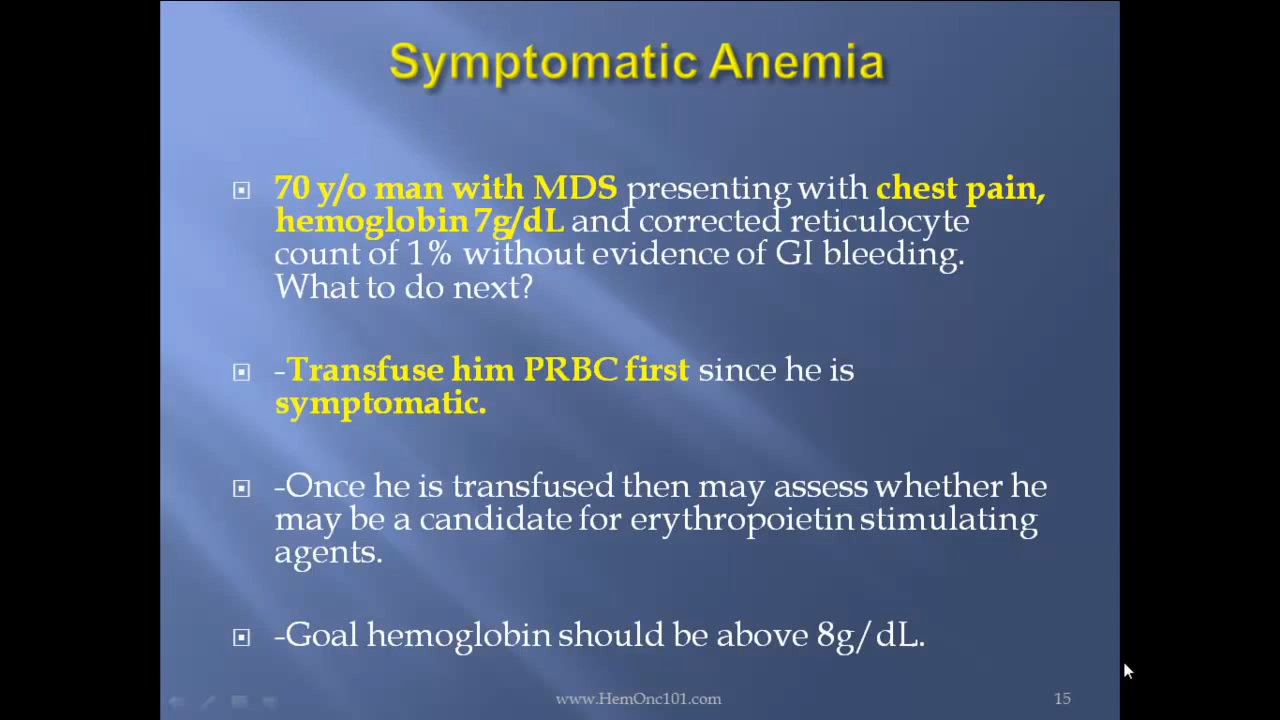 Symptomatic Anemia
70 y/o man with MDS presenting with chest pain,
hemoglobin 7g/dL and corrected reticulocyte
count of 1% without evidence of GI bleeding.
What to do next?
-Transfuse him PRBC first since he is
symptomatic.
-Once he is transfused then may assess whether he
may be a candidate for erythropoietin stimulating
agents.
-Goal hemoglobin should be above 8g/dL.
www.HemOnc101.com
15